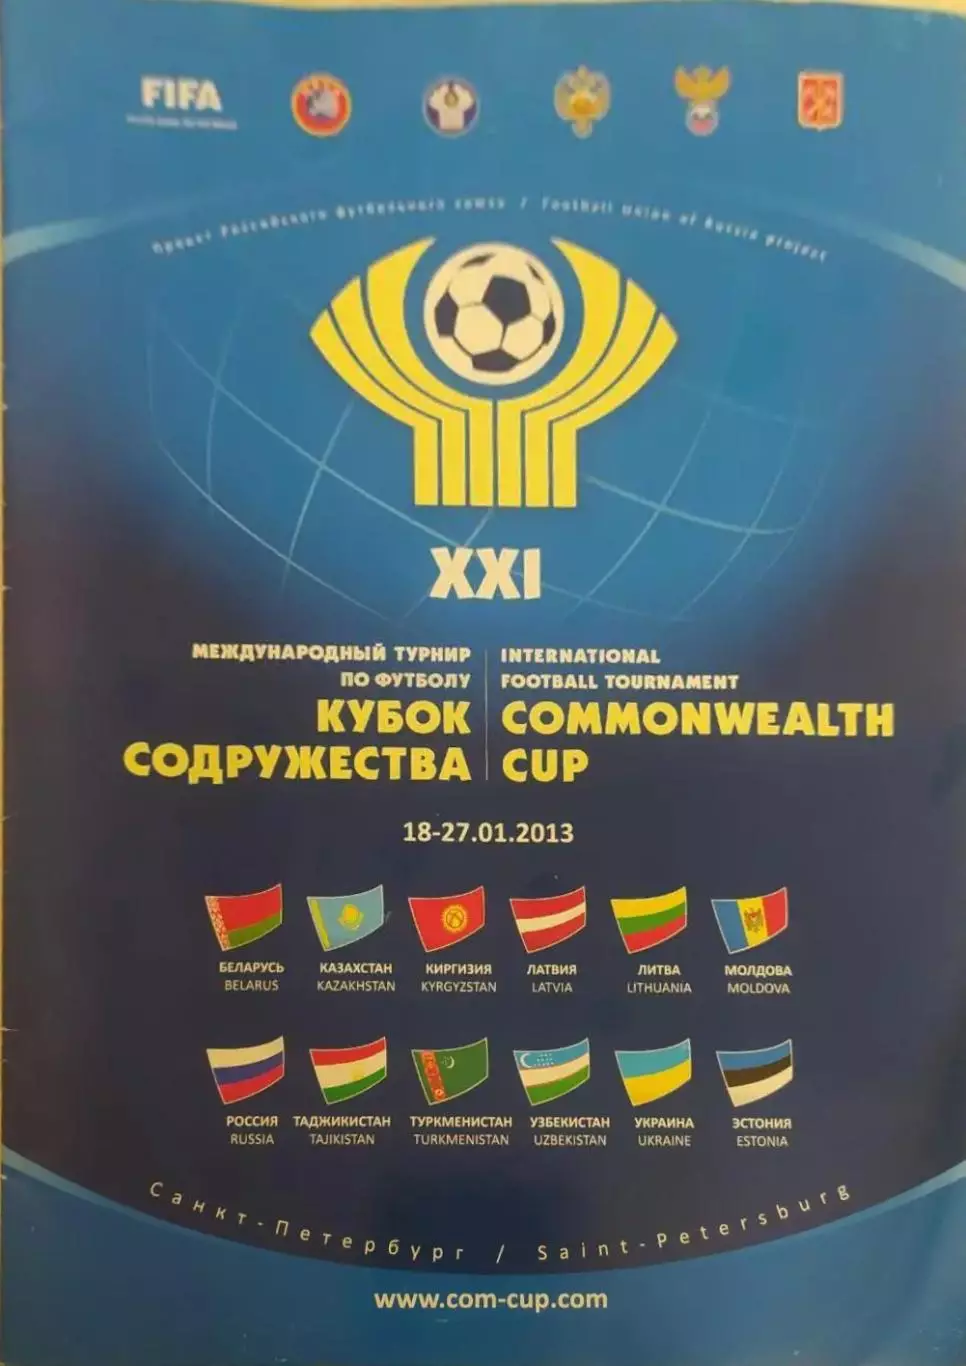 FIFA
Проект Российского футбольного союза / Football Union of Russia project
XXI
МЕЖДУНАРОДНЫЙ ТУРНИР
ПО ФУТБОЛУ
КУБОК
СОДРУЖЕСТВА
INTERNATIONAL
FOOTBALL TOURNAMENT
COMMONWEALTH
CUP
18-27.01.2013
БЕЛАРУСЬ КАЗАХСТАН КИРГИЗИЯ ЛАТВИЯ ЛИТВА МОЛДОВА
BELARUS KAZAKHSTAN KYRGYZSTAN LATVIA LITHUANIA MOLDOVA
РОССИЯ ТАДЖИКИСТАН ТУРКМЕНИСТАН УЗБЕКИСТАН УКРАИНА ЭСТОНИЯ
RUSSIA TAJIKISTAN TURKMENISTAN UZBEKISTAN UKRAINE ESTONIA
Санкт-Петербург / Saint-Petersburg
www.com-cup.com